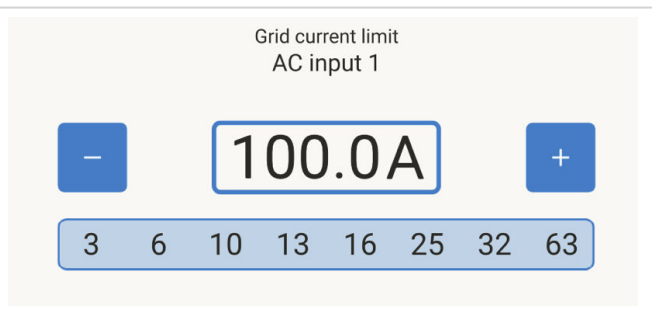 Grid current limit
AC input 1
− 100.0A +
3 6 10 13 16 25 32 63